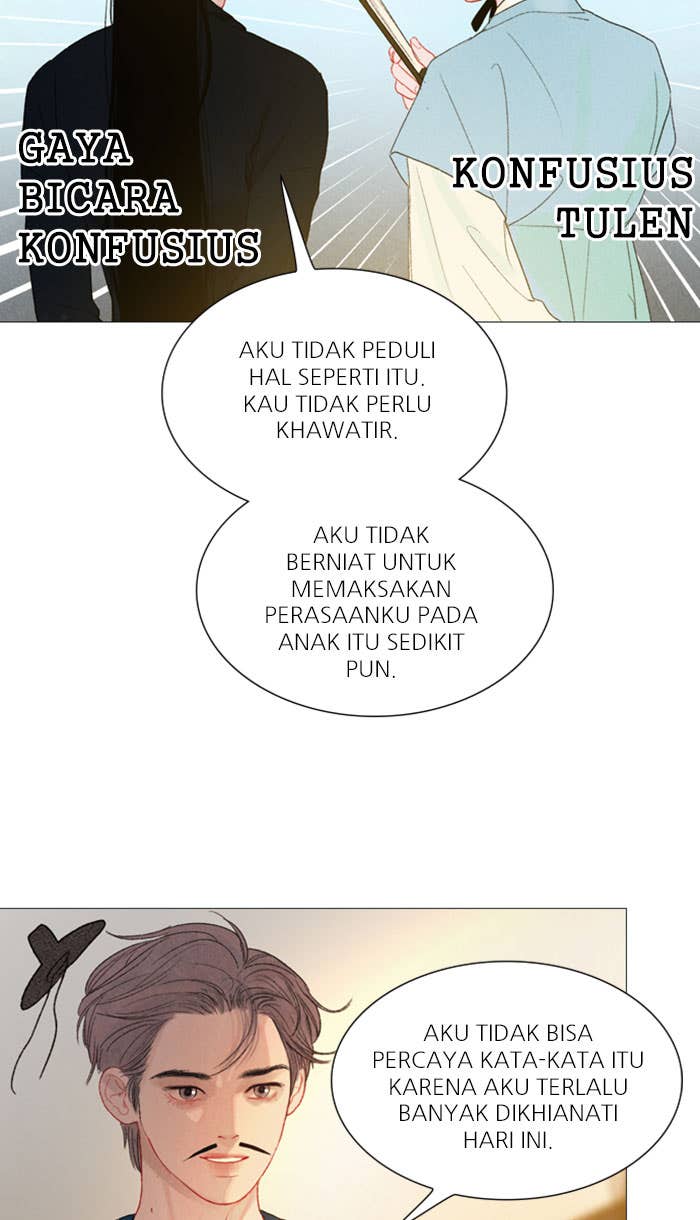 GAYA
BICARA
KONFUSIUS
KONFUSIUS
TULEN
AKU TIDAK PEDULI
HAL SEPERTI ITU.
KAU TIDAK PERLU
KHAWATIR.
AKU TIDAK
BERNIAT UNTUK
MEMAKSAKAN
PERASAANKU PADA
ANAK ITU SEDIKIT
PUN.
AKU TIDAK BISA
PERCAYA KATA-KATA ITU
KARENA AKU TERLALU
BANYAK DIKHIANATI
HARI INI.